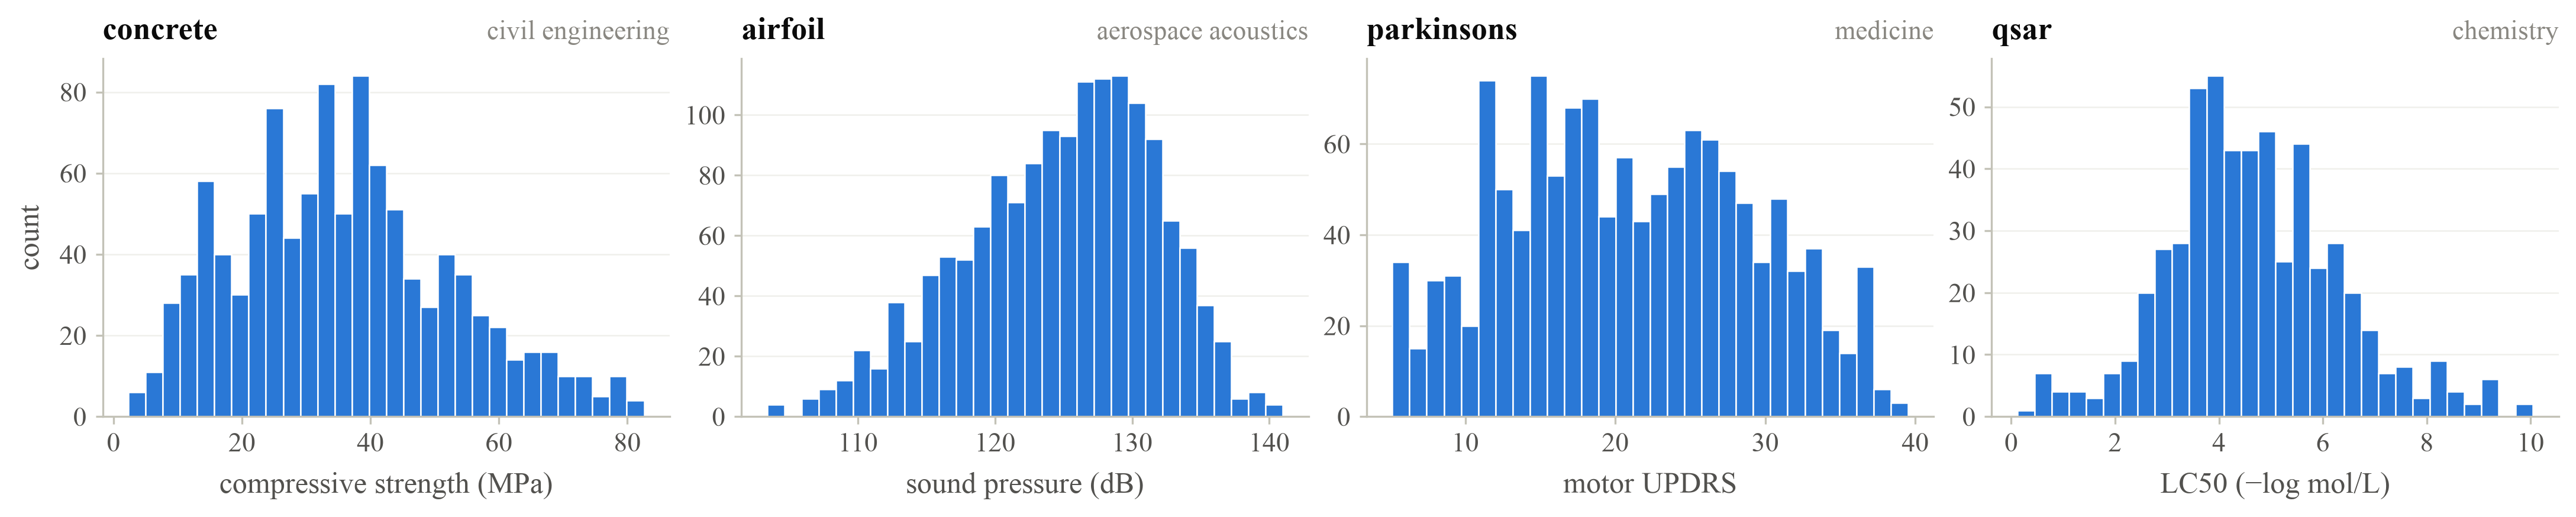 concrete civil engineering
80
60
40
20
0
count
0 20 40 60 80
compressive strength (MPa)
airfoil aerospace acoustics
100
80
60
40
20
0
110 120 130 140
sound pressure (dB)
parkinsons medicine
60
40
20
0
10 20 30 40
motor UPDRS
qsar chemistry
50
40
30
20
10
0
0 2 4 6 8 10
LC50 (−log mol/L)